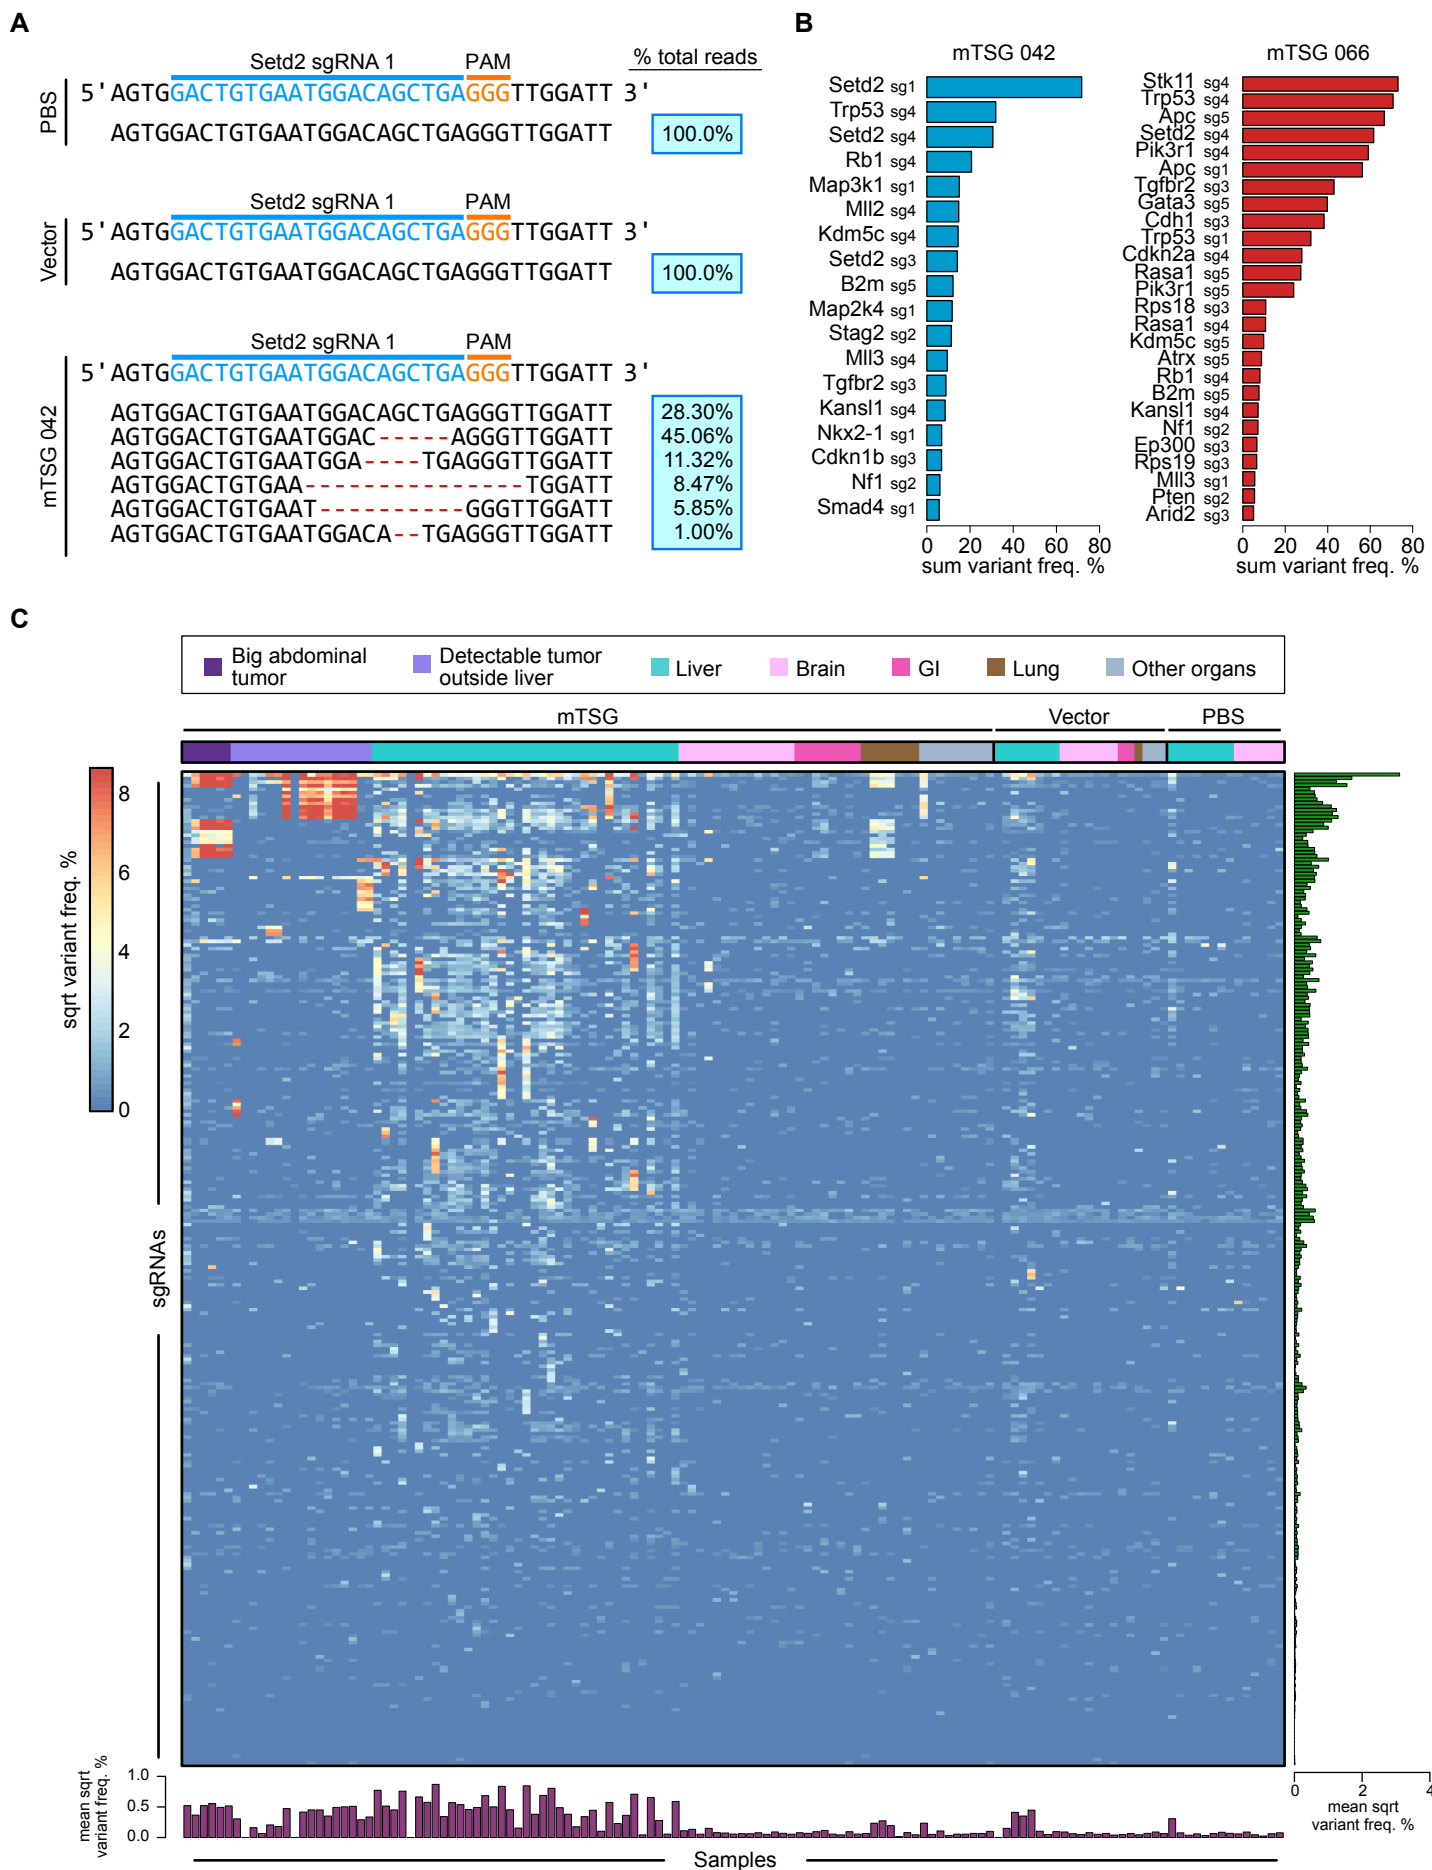 A
Setd2 sgRNA 1 PAM % total reads
PBS
5'AGTGGACTGTGAATGGACAGCTGAGGGTTGGATT 3'
AGTGGACTGTGAATGGACAGCTGAGGGTTGGATT 100.0%
Setd2 sgRNA 1 PAM
Vector
5'AGTGGACTGTGAATGGACAGCTGAGGGTTGGATT 3'
AGTGGACTGTGAATGGACAGCTGAGGGTTGGATT 100.0%
Setd2 sgRNA 1 PAM
mTSG 042
5'AGTGGACTGTGAATGGACAGCTGAGGGTTGGATT 3'
AGTGGACTGTGAATGGACAGCTGAGGGTTGGATT 28.30%
AGTGGACTGTGAATGGAC-----AGGGTTGGATT 45.06%
AGTGGACTGTGAATGGA----TGAGGGTTGGATT 11.32%
AGTGGACTGTGAA---------------TGGATT 8.47%
AGTGGACTGTGAAT----------GGGTTGGATT 5.85%
AGTGGACTGTGAATGGACA--TGAGGGTTGGATT 1.00%
B
mTSG 042
Setd2 sg1
Trp53 sg4
Setd2 sg4
Rb1 sg4
Map3k1 sg1
Mll2 sg4
Kdm5c sg4
Setd2 sg3
B2m sg5
Map2k4 sg1
Stag2 sg2
Mll3 sg4
Tgfbr2 sg3
Kansl1 sg4
Nkx2-1 sg1
Cdkn1b sg3
Nf1 sg2
Smad4 sg1
0 20 40 60 80
sum variant freq. %
mTSG 066
Stk11 sg4
Trp53 sg4
Apc sg5
Setd2 sg4
Pik3r1 sg4
Apc sg1
Tgfbr2 sg3
Gata3 sg5
Cdh1 sg3
Trp53 sg1
Cdkn2a sg4
Rasa1 sg5
Pik3r1 sg5
Rps18 sg3
Rasa1 sg4
Kdm5c sg5
Atrx sg5
Rb1 sg4
B2m sg5
Kansl1 sg4
Nf1 sg2
Ep300 sg3
Rps19 sg3
Mll3 sg1
Pten sg2
Arid2 sg3
0 20 40 60 80
sum variant freq. %
C
Big abdominal
tumor
Detectable tumor
outside liver
Liver
Brain
GI
Lung
Other organs
mTSG Vector PBS
sqrt variant freq. %
8
6
4
2
0
sgRNAs
mean sqrt
variant freq. %
1.0
0.5
0.0
Samples
0 2 4
mean sqrt
variant freq. %